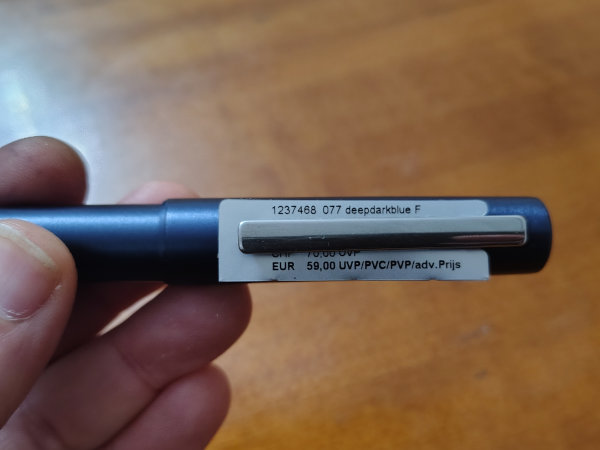 1237468 077 deepdarkblue F
CHF 70,00 UVP
EUR 59,00 UVP/PVC/PVP/adv.Prijs